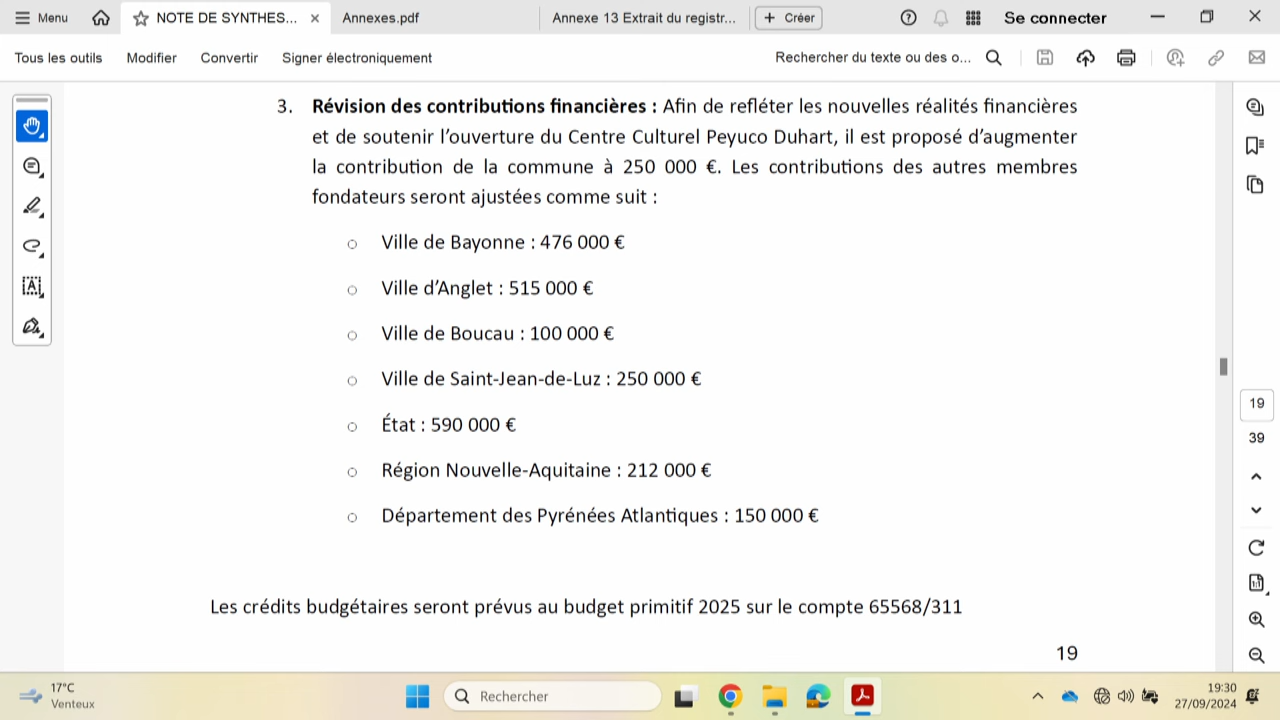 Menu
NOTE DE SYNTHES...
Annexes.pdf
Annexe 13 Extrait du registr...
Créer
Se connecter
Tous les outils
Modifier
Convertir
Signer électroniquement
Rechercher du texte ou des o...
3. Révision des contributions financières : Afin de refléter les nouvelles réalités financières
et de soutenir l’ouverture du Centre Culturel Peyuco Duhart, il est proposé d’augmenter
la contribution de la commune à 250 000 €. Les contributions des autres membres
fondateurs seront ajustées comme suit :
Ville de Bayonne : 476 000 €
Ville d’Anglet : 515 000 €
Ville de Boucau : 100 000 €
Ville de Saint-Jean-de-Luz : 250 000 €
État : 590 000 €
Région Nouvelle-Aquitaine : 212 000 €
Département des Pyrénées Atlantiques : 150 000 €
Les crédits budgétaires seront prévus au budget primitif 2025 sur le compte 65568/311
19
19
39
1:1
17°C
Venteux
Rechercher
19:30
27/09/2024